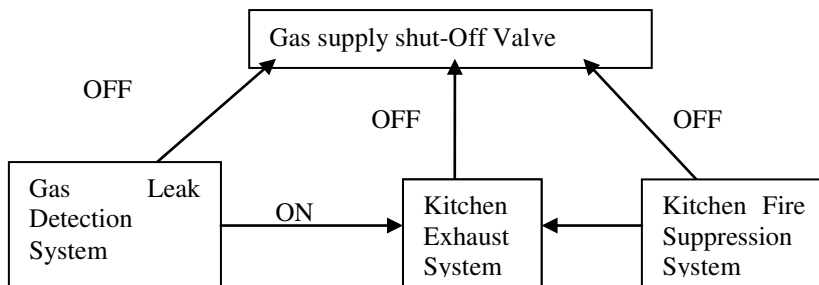 Gas supply shut-Off Valve
OFF
OFF
OFF
Gas Leak
Detection
System
ON
Kitchen
Exhaust
System
Kitchen Fire
Suppression
System